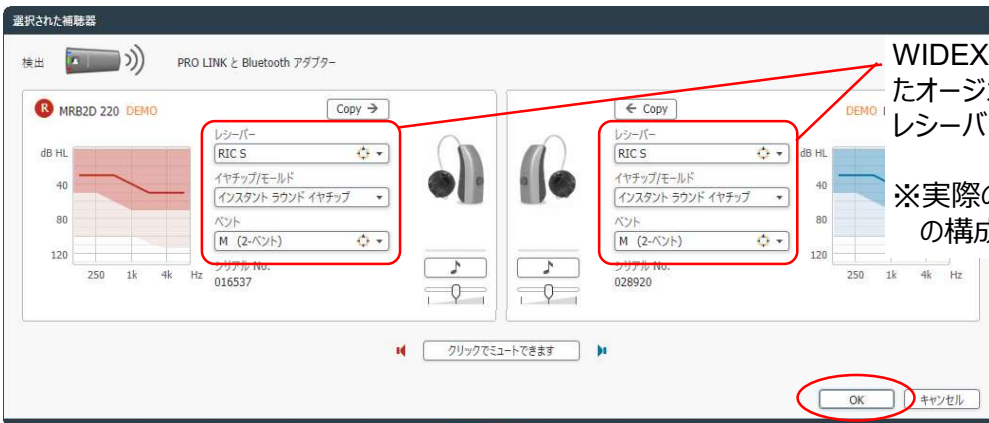 選択された補聴器
検出
PRO LINK と Bluetooth アダプター
R MRB2D 220 DEMO
Copy →
レシーバー
RIC S
イヤチップ/モールド
インスタント ラウンド イヤチップ
ベント
M (2-ベント)
シリアル No.
016537
dB HL
40
80
120
250 1k 4k Hz
← Copy
DEMO
レシーバー
RIC S
イヤチップ/モールド
インスタント ラウンド イヤチップ
ベント
M (2-ベント)
シリアル No.
028920
dB HL
40
80
120
250 1k 4k Hz
WIDEX
たオージ
レシーバ
※実際の
の構成
クリックでミュートできます
OK
キャンセル